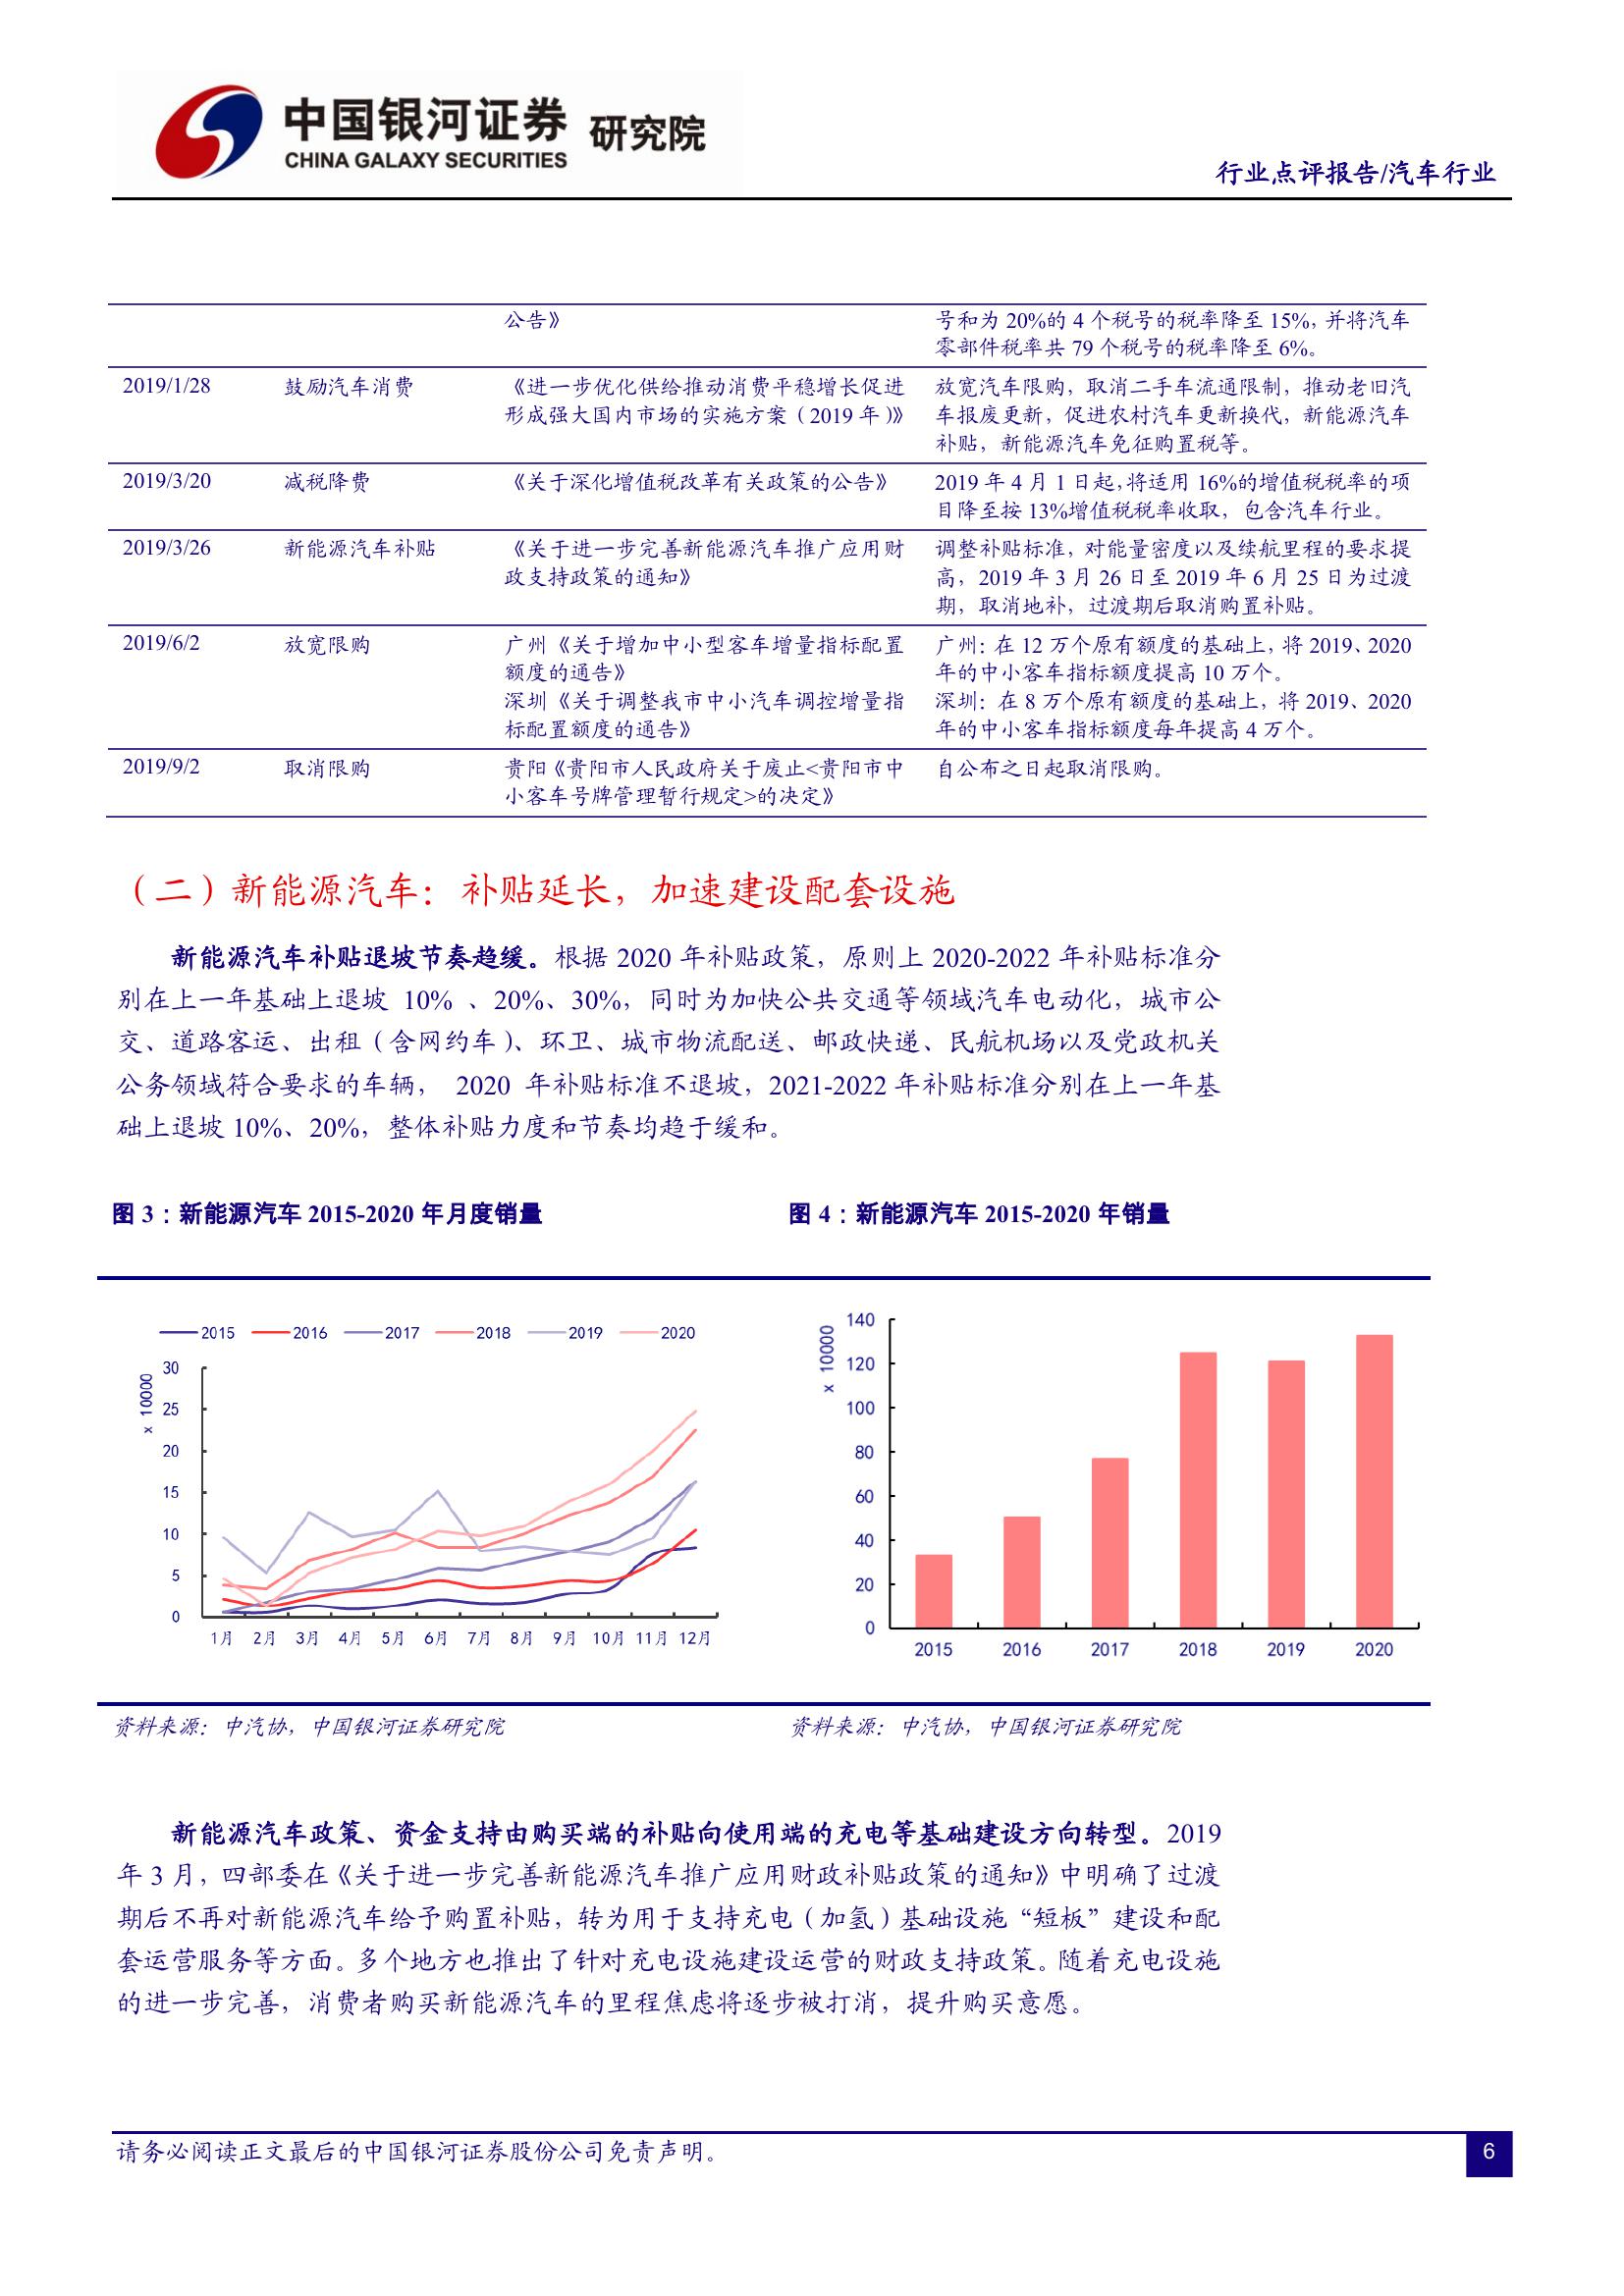 中国银河证券 研究院
CHINA GALAXY SECURITIES
行业点评报告/汽车行业
公告》
号和为 20%的 4 个税号的税率降至 15%，并将汽车
零部件税率共 79 个税号的税率降至 6%。
2019/1/28
鼓励汽车消费
《进一步优化供给推动消费平稳增长促进
形成强大国内市场的实施方案（2019 年）》
放宽汽车限购，取消二手车流通限制，推动老旧汽
车报废更新，促进农村汽车更新换代，新能源汽车
补贴，新能源汽车免征购置税等。
2019/3/20
减税降费
《关于深化增值税改革有关政策的公告》
2019 年 4 月 1 日起，将适用 16%的增值税税率的项
目降至按 13%增值税税率收取，包含汽车行业。
2019/3/26
新能源汽车补贴
《关于进一步完善新能源汽车推广应用财
政支持政策的通知》
调整补贴标准，对能量密度以及续航里程的要求提
高，2019 年 3 月 26 日至 2019 年 6 月 25 日为过渡
期，取消地补，过渡期后取消购置补贴。
2019/6/2
放宽限购
广州《关于增加中小型客车增量指标配置
额度的通告》
深圳《关于调整我市中小汽车调控增量指
标配置额度的通告》
广州：在 12 万个原有额度的基础上，将 2019、2020
年的中小客车指标额度提高 10 万个。
深圳：在 8 万个原有额度的基础上，将 2019、2020
年的中小客车指标额度每年提高 4 万个。
2019/9/2
取消限购
贵阳《贵阳市人民政府关于废止<贵阳市中
小客车号牌管理暂行规定>的决定》
自公布之日起取消限购。
（二）新能源汽车：补贴延长，加速建设配套设施
新能源汽车补贴退坡节奏趋缓。根据 2020 年补贴政策，原则上 2020-2022 年补贴标准分
别在上一年基础上退坡 10% 、20%、30%，同时为加快公共交通等领域汽车电动化，城市公
交、道路客运、出租（含网约车）、环卫、城市物流配送、邮政快递、民航机场以及党政机关
公务领域符合要求的车辆， 2020 年补贴标准不退坡，2021-2022 年补贴标准分别在上一年基
础上退坡 10%、20%，整体补贴力度和节奏均趋于缓和。
图 3：新能源汽车 2015-2020 年月度销量
图 4：新能源汽车 2015-2020 年销量
2015 2016 2017 2018 2019 2020
x 10000
30
25
20
15
10
5
0
1月 2月 3月 4月 5月 6月 7月 8月 9月 10月 11月 12月
x 10000
140
120
100
80
60
40
20
0
2015 2016 2017 2018 2019 2020
资料来源：中汽协，中国银河证券研究院
资料来源：中汽协，中国银河证券研究院
新能源汽车政策、资金支持由购买端的补贴向使用端的充电等基础建设方向转型。2019
年 3 月，四部委在《关于进一步完善新能源汽车推广应用财政补贴政策的通知》中明确了过渡
期后不再对新能源汽车给予购置补贴，转为用于支持充电（加氢）基础设施“短板”建设和配
套运营服务等方面。多个地方也推出了针对充电设施建设运营的财政支持政策。随着充电设施
的进一步完善，消费者购买新能源汽车的里程焦虑将逐步被打消，提升购买意愿。
请务必阅读正文最后的中国银河证券股份公司免责声明。
6